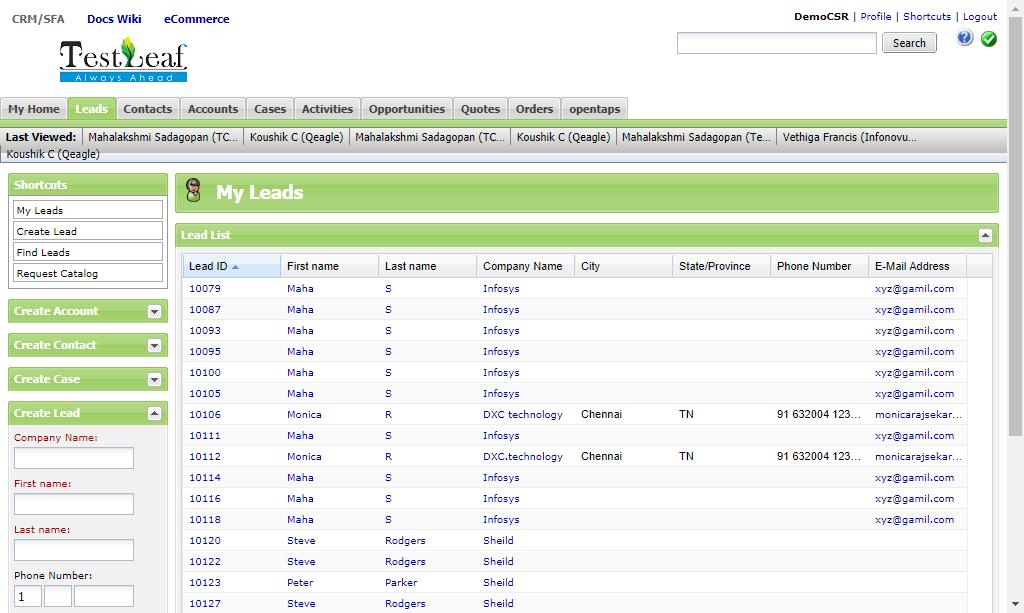 CRM/SFA Docs Wiki eCommerce
DemoCSR | Profile | Shortcuts | Logout
TestLeaf
Always Ahead
Search
My Home Leads Contacts Accounts Cases Activities Opportunities Quotes Orders opentaps
Last Viewed: Mahalakshmi Sadagopan (TC... Koushik C (Qeagle) Mahalakshmi Sadagopan (TC... Koushik C (Qeagle) Mahalakshmi Sadagopan (Te... Vethiga Francis (Infonovu...
Koushik C (Qeagle)
Shortcuts
My Leads
Create Lead
Find Leads
Request Catalog
Create Account
Create Contact
Create Case
Create Lead
Company Name:
First name:
Last name:
Phone Number:
1
My Leads
Lead List
Lead ID First name Last name Company Name City State/Province Phone Number E-Mail Address
10079 Maha S Infosys xyz@gamil.com
10087 Maha S Infosys xyz@gamil.com
10093 Maha S Infosys xyz@gamil.com
10095 Maha S Infosys xyz@gamil.com
10100 Maha S Infosys xyz@gamil.com
10105 Maha S Infosys xyz@gamil.com
10106 Monica R DXC technology Chennai TN 91 632004 123... monicarajsekar...
10111 Maha S Infosys xyz@gamil.com
10112 Monica R DXC.technology Chennai TN 91 632004 123... monicarajsekar...
10114 Maha S Infosys xyz@gamil.com
10116 Maha S Infosys xyz@gamil.com
10118 Maha S Infosys xyz@gamil.com
10120 Steve Rodgers Sheild
10122 Steve Rodgers Sheild
10123 Peter Parker Sheild
10127 Steve Rodgers Sheild